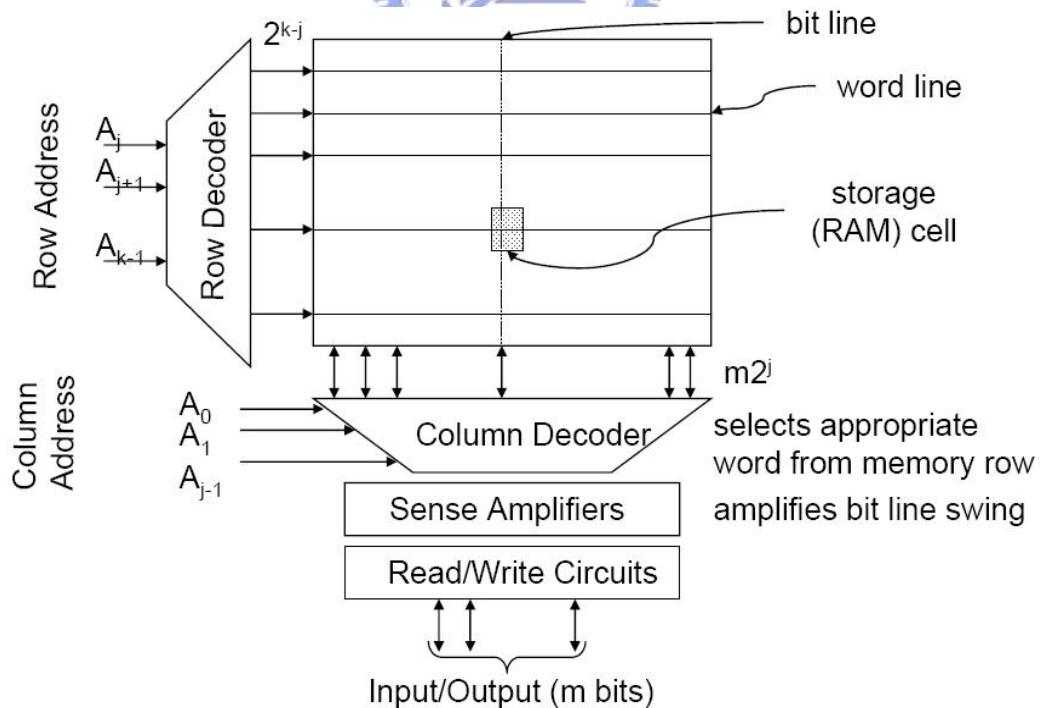 2ᵏ⁻ʲ
bit line
word line
storage
(RAM) cell
Row Address
Aⱼ
Aⱼ₊₁
Aₖ₋₁
Row Decoder
m2ʲ
Column
Address
A₀
A₁
Aⱼ₋₁
Column Decoder
selects appropriate
word from memory row
Sense Amplifiers
amplifies bit line swing
Read/Write Circuits
Input/Output (m bits)